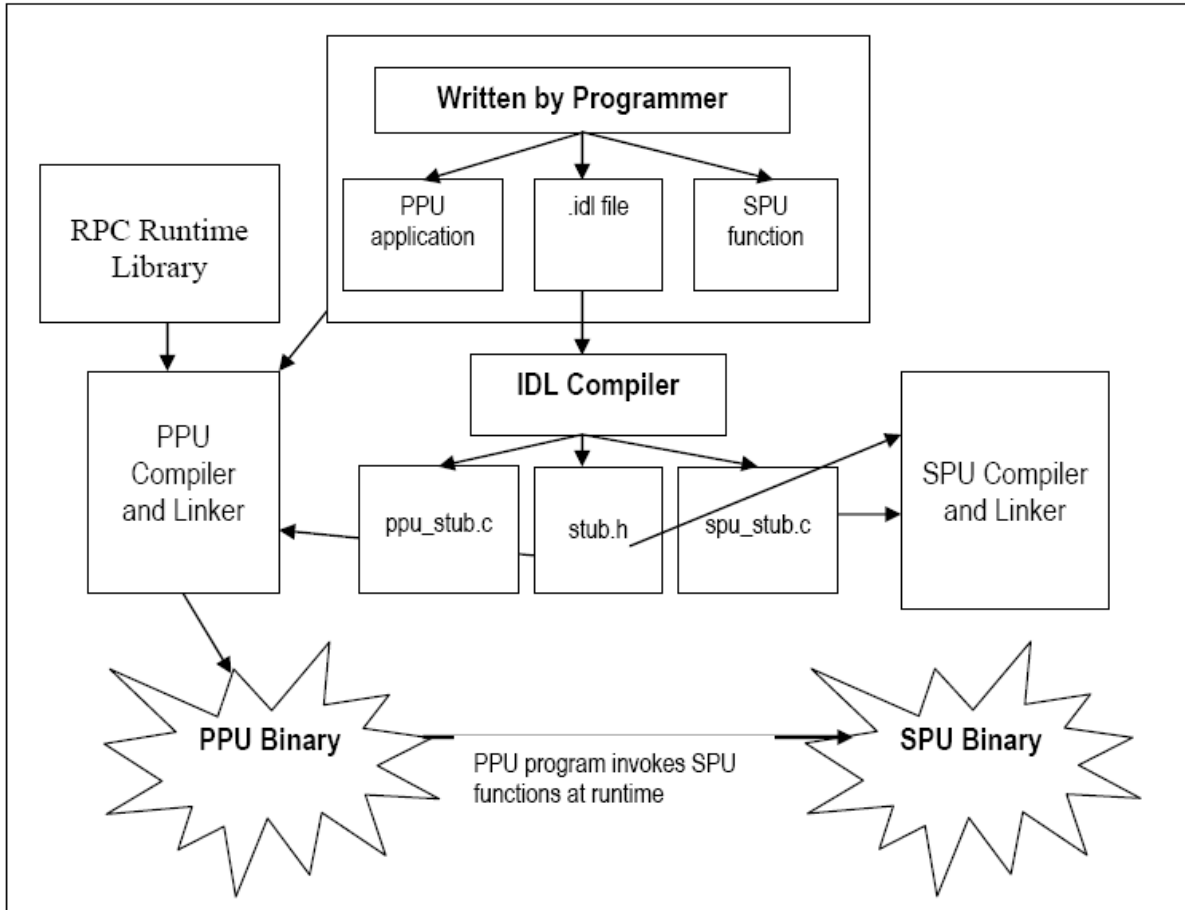 Written by Programmer
PPU
application
.idl file
SPU
function
RPC Runtime
Library
IDL Compiler
PPU
Compiler
and Linker
ppu_stub.c
stub.h
spu_stub.c
SPU Compiler
and Linker
PPU Binary
PPU program invokes SPU
functions at runtime
SPU Binary